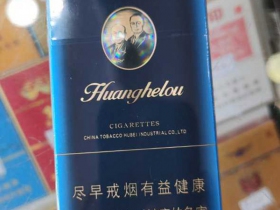 Huanghelou
CIGARETTES
CHINA TOBACCO HUBEI INDUSTRIAL CO., LTD
尽早戒烟有益健康